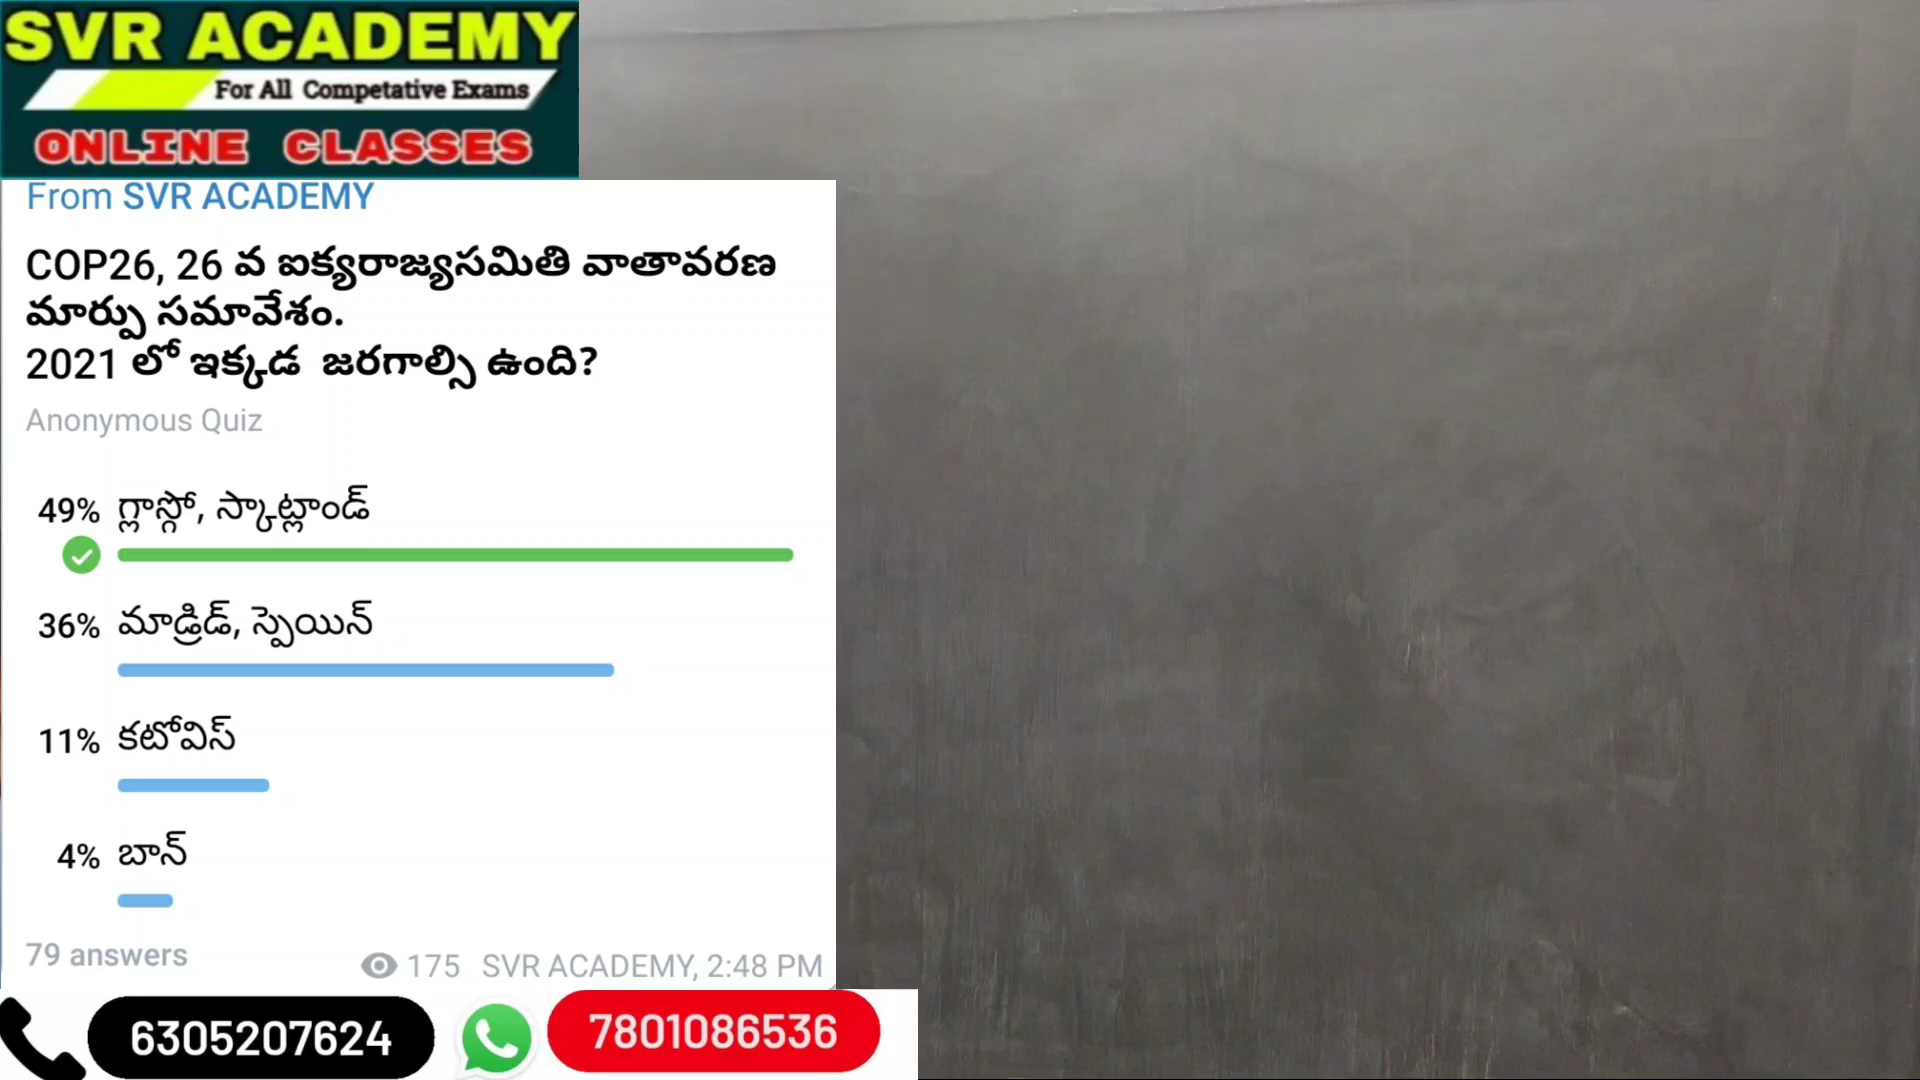 SVR ACADEMY
For All Competative Exams
ONLINE CLASSES
From SVR ACADEMY
COP26, 26 వ ఐక్యరాజ్యసమితి వాతావరణ
మార్పు సమావేశం.
2021 లో ఇక్కడ జరగాల్సి ఉంది?
Anonymous Quiz
49% గ్లాస్గో, స్కాట్లాండ్
36% మాడ్రిడ్, స్పెయిన్
11% కటోవిస్
4% బాన్
79 answers
175 SVR ACADEMY, 2:48 PM
6305207624
7801086536